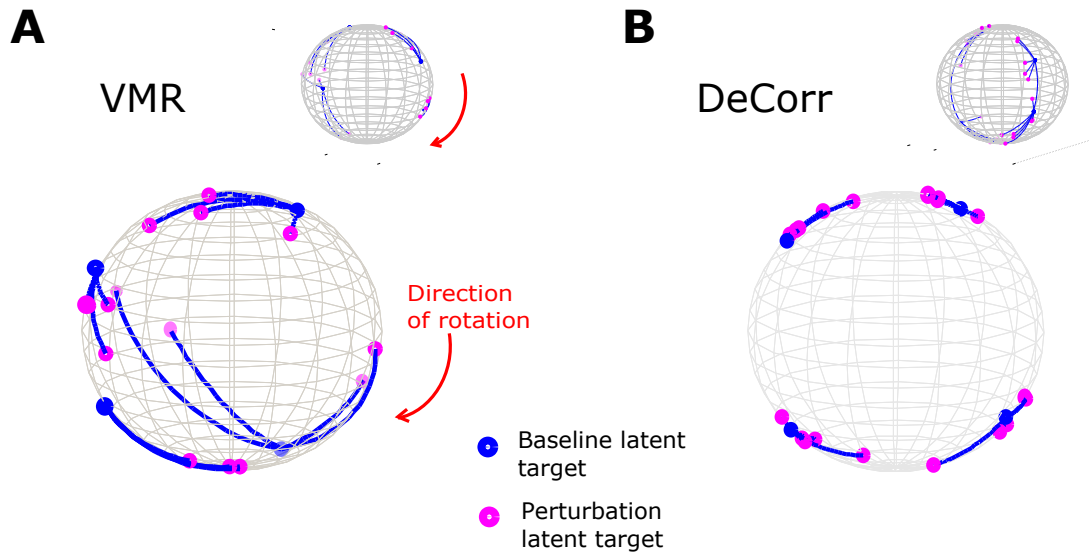 A
VMR
B
DeCorr
Direction
of rotation
Baseline latent
target
Perturbation
latent target